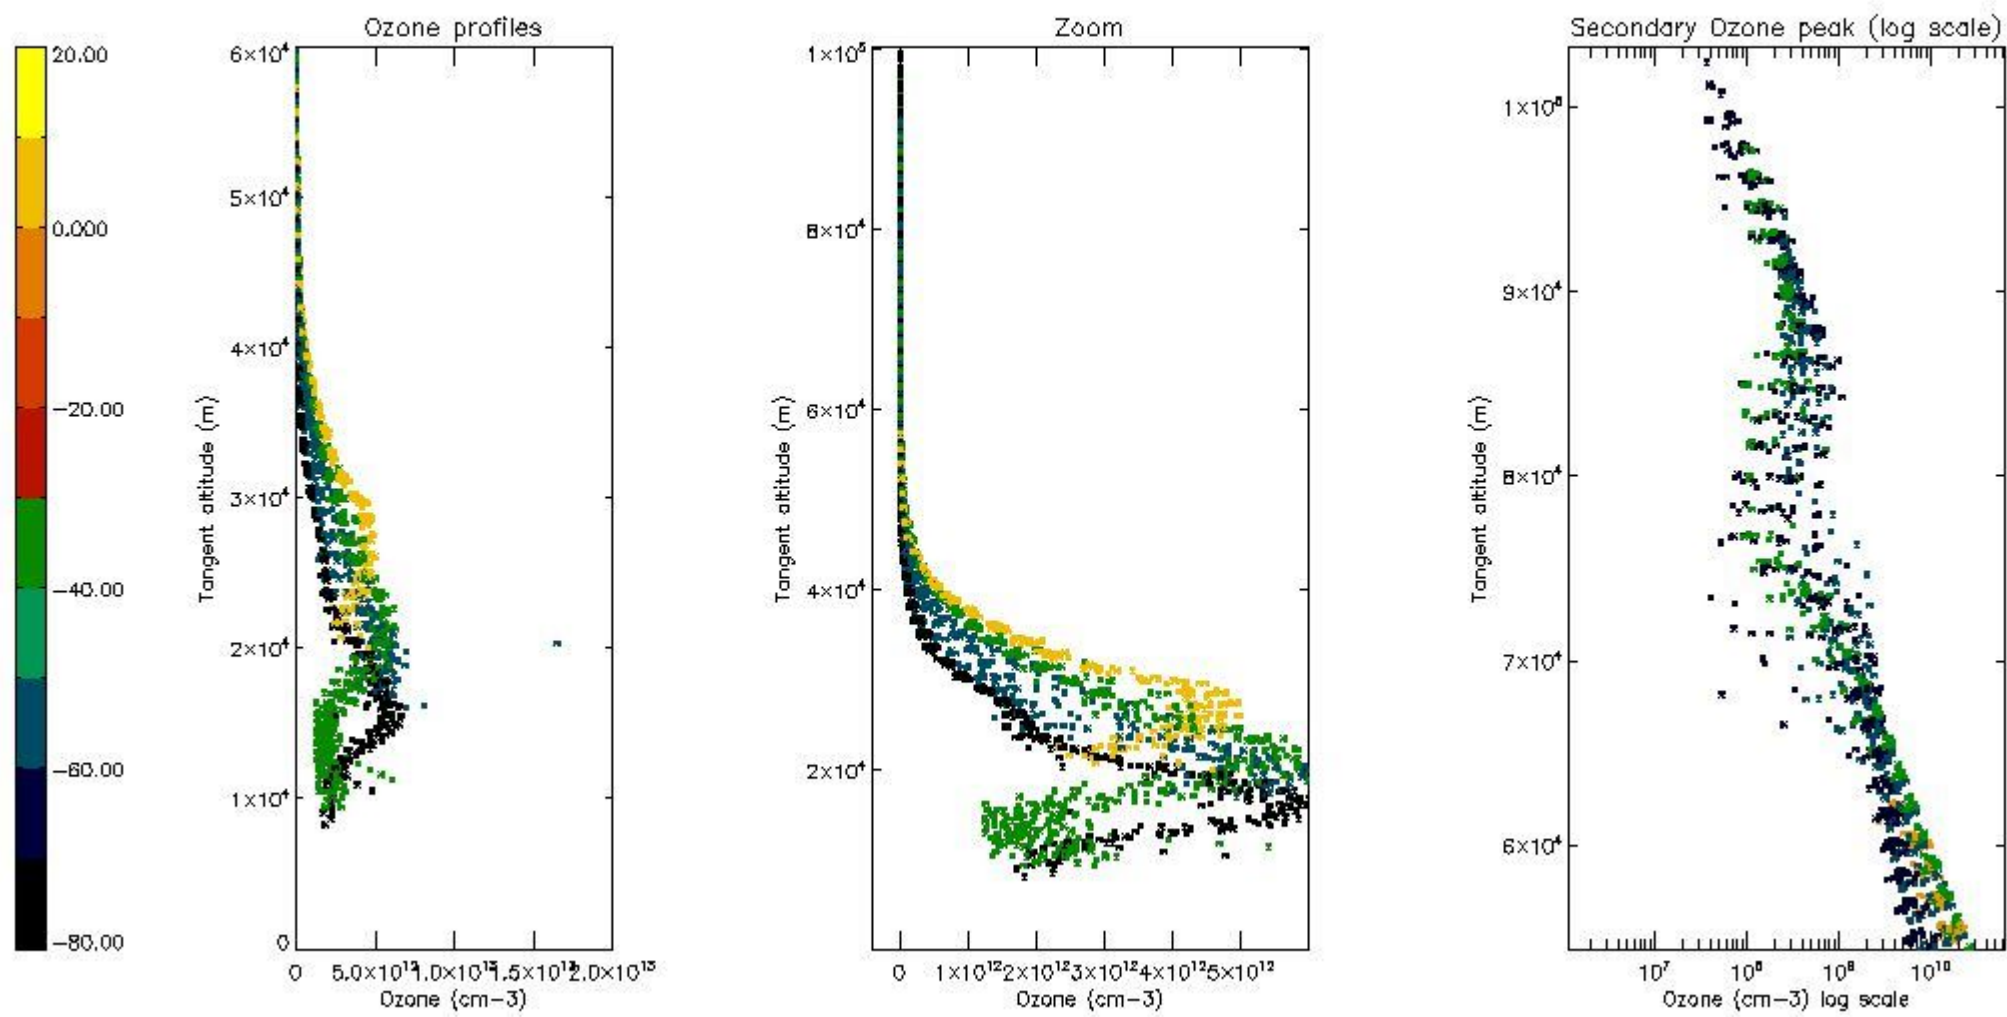 Ozone profiles
Zoom
Secondary Ozone peak (log scale)
20.00
0.000
−20.00
−40.00
−60.00
−80.00
Tangent altitude (m)
6×10⁴
5×10⁴
4×10⁴
3×10⁴
2×10⁴
1×10⁴
0
0 5.0×10¹² 1.0×10¹³ 1.5×10¹³ 2.0×10¹³
Ozone (cm−3)
Tangent altitude (m)
1×10⁵
8×10⁴
6×10⁴
4×10⁴
2×10⁴
0 1×10¹² 2×10¹² 3×10¹² 4×10¹² 5×10¹²
Ozone (cm−3)
Tangent altitude (m)
1×10⁵
9×10⁴
8×10⁴
7×10⁴
6×10⁴
10⁷ 10⁸ 10⁹ 10¹⁰
Ozone (cm−3) log scale